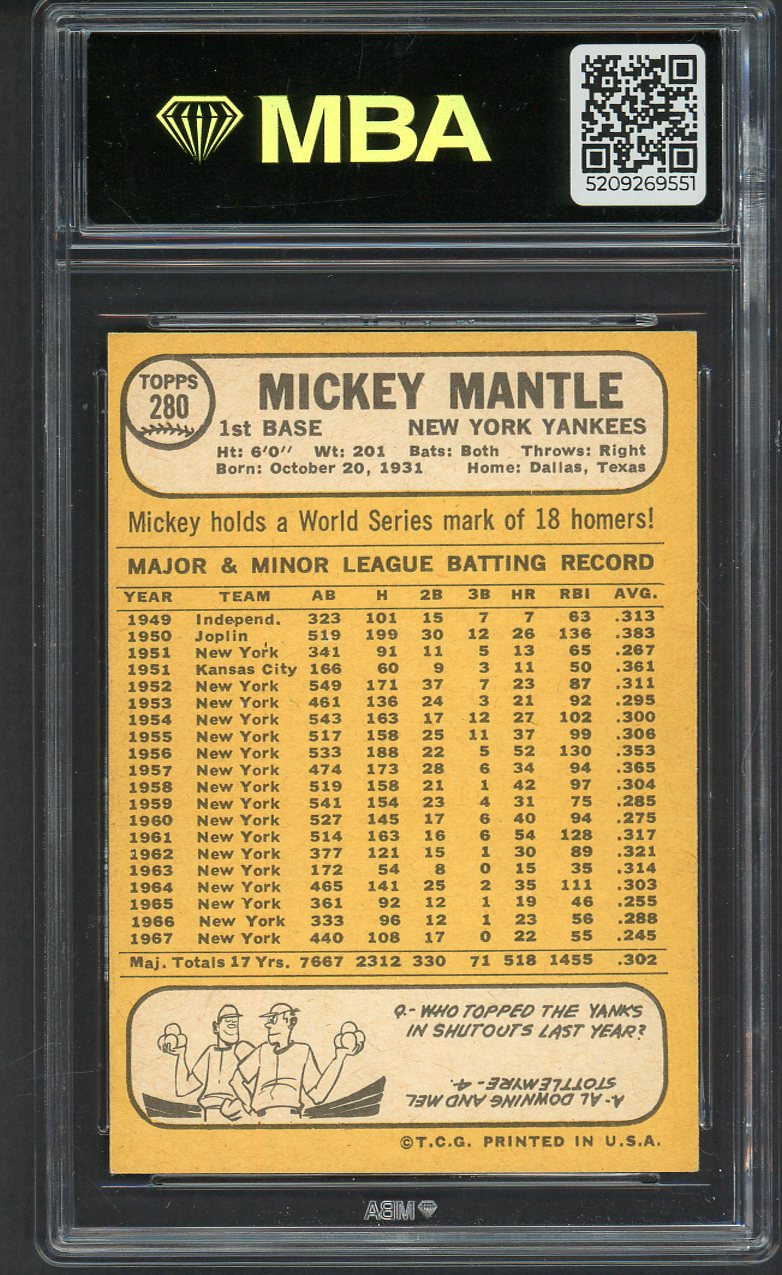 MBA
5209269551
TOPPS
280
MICKEY MANTLE
1st BASE NEW YORK YANKEES
Ht: 6'0" Wt: 201 Bats: Both Throws: Right
Born: October 20, 1931 Home: Dallas, Texas
Mickey holds a World Series mark of 18 homers!
MAJOR & MINOR LEAGUE BATTING RECORD
YEAR TEAM AB H 2B 3B HR RBI AVG.
1949 Independ. 323 101 15 7 7 63 .313
1950 Joplin 519 199 30 12 26 136 .383
1951 New York 341 91 11 5 13 65 .267
1951 Kansas City 166 60 9 3 11 50 .361
1952 New York 549 171 37 7 23 87 .311
1953 New York 461 136 24 3 21 92 .295
1954 New York 543 163 17 12 27 102 .300
1955 New York 517 158 25 11 37 99 .306
1956 New York 533 188 22 5 52 130 .353
1957 New York 474 173 28 6 34 94 .365
1958 New York 519 158 21 1 42 97 .304
1959 New York 541 154 23 4 31 75 .285
1960 New York 527 145 17 6 40 94 .275
1961 New York 514 163 16 6 54 128 .317
1962 New York 377 121 15 1 30 89 .321
1963 New York 172 54 8 0 15 35 .314
1964 New York 465 141 25 2 35 111 .303
1965 New York 361 92 12 1 19 46 .255
1966 New York 333 96 12 1 23 56 .288
1967 New York 440 108 17 0 22 55 .245
Maj. Totals 17 Yrs. 7667 2312 330 71 518 1455 .302
Q- WHO TOPPED THE YANKS
IN SHUTOUTS LAST YEAR?
A- AL DOWNING AND MEL
STOTTLEMYRE - 4.
©T.C.G. PRINTED IN U.S.A.
MBA